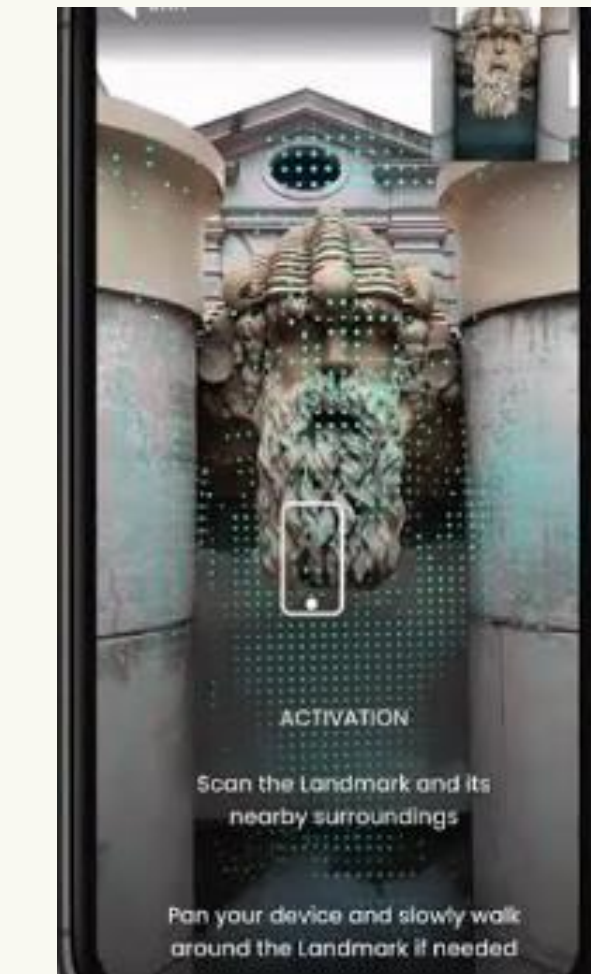 ACTIVATION
Scan the Landmark and its
nearby surroundings
Pan your device and slowly walk
around the Landmark if needed